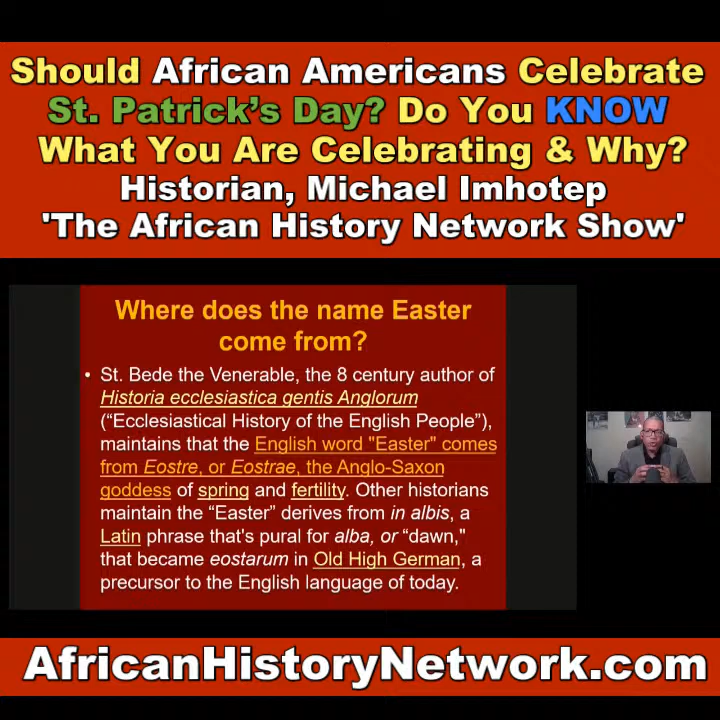 Should African Americans Celebrate
St. Patrick's Day? Do You KNOW
What You Are Celebrating & Why?
Historian, Michael Imhotep
'The African History Network Show'
Where does the name Easter
come from?
• St. Bede the Venerable, the 8 century author of
Historia ecclesiastica gentis Anglorum
("Ecclesiastical History of the English People"),
maintains that the English word "Easter" comes
from Eostre, or Eostrae, the Anglo-Saxon
goddess of spring and fertility. Other historians
maintain the "Easter" derives from in albis, a
Latin phrase that's pural for alba, or "dawn,"
that became eostarum in Old High German, a
precursor to the English language of today.
AfricanHistoryNetwork.com